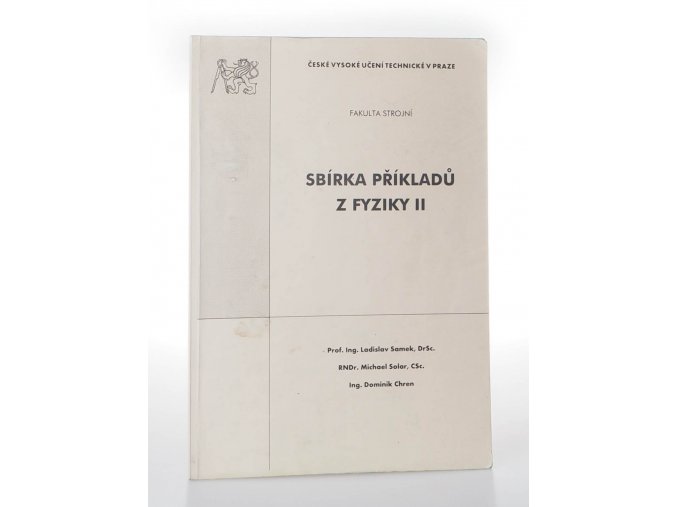 ČESKÉ VYSOKÉ UČENÍ TECHNICKÉ V PRAZE
FAKULTA STROJNÍ
SBÍRKA PŘÍKLADŮ
Z FYZIKY II
Prof. Ing. Ladislav Samek, DrSc.
RNDr. Michael Solar, CSc.
Ing. Dominik Chren